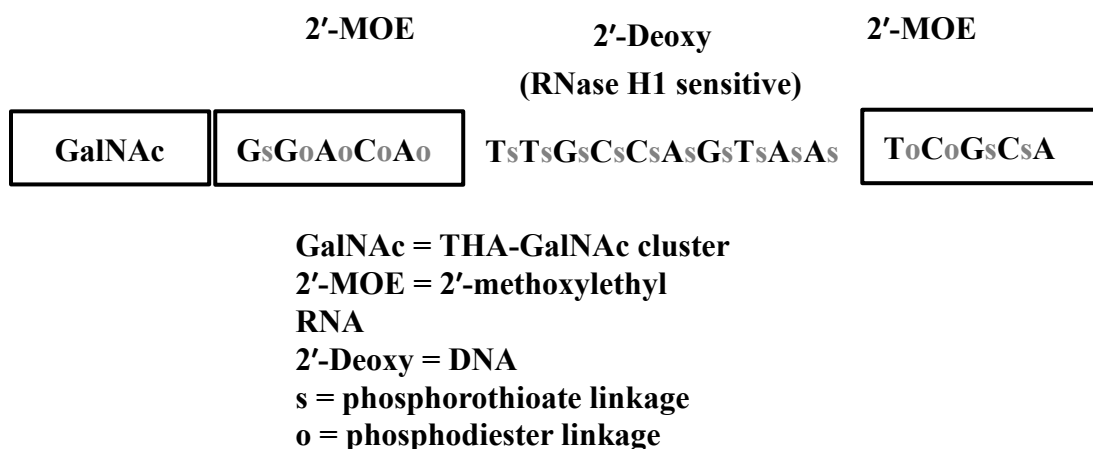 2′-MOE 2′-Deoxy 2′-MOE
(RNase H1 sensitive)
GalNAc GsGoAoCoAo TsTsGsCsCsAsGsTsAsAs ToCoGsCsA
GalNAc = THA-GalNAc cluster
2′-MOE = 2′-methoxylethyl
RNA
2′-Deoxy = DNA
s = phosphorothioate linkage
o = phosphodiester linkage